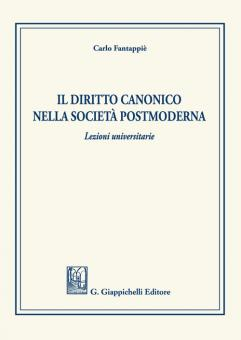 Carlo Fantappiè
IL DIRITTO CANONICO
NELLA SOCIETÀ POSTMODERNA
Lezioni universitarie
G. Giappichelli Editore